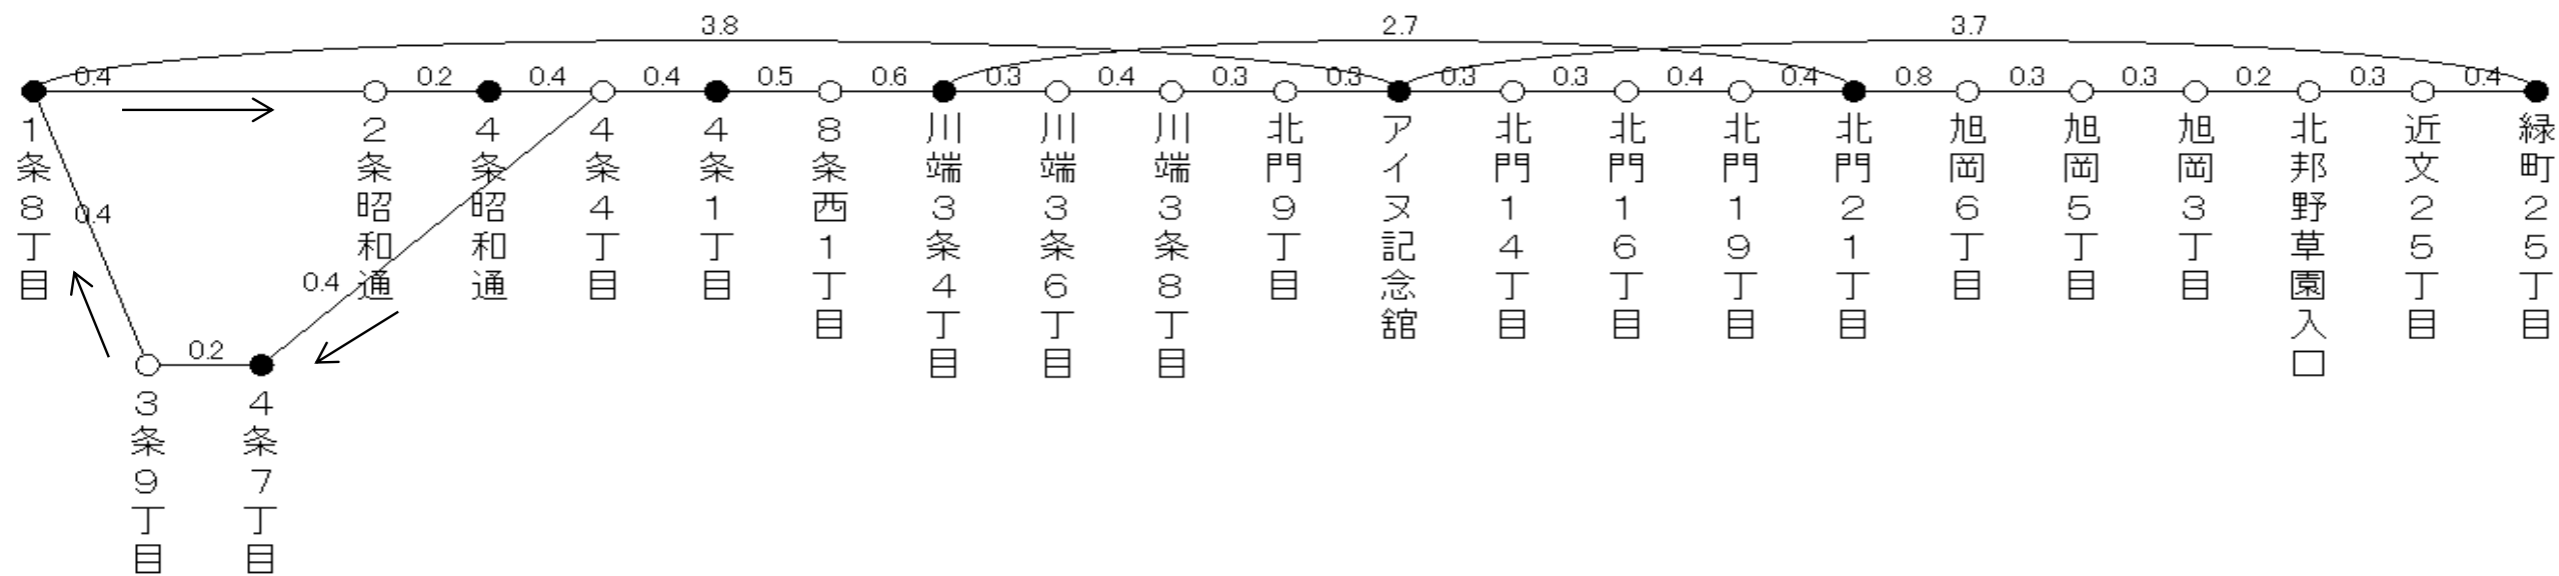 3.8
2.7
3.7
0.4
0.2
0.4
0.4
0.5
0.6
0.3
0.4
0.3
0.3
0.3
0.3
0.4
0.4
0.8
0.3
0.3
0.2
0.3
0.4
1条8丁目
2条昭和通
4条昭和通
4条4丁目
4条1丁目
8条西1丁目
川端3条4丁目
川端3条6丁目
川端3条8丁目
北門9丁目
アイヌ記念舘
北門14丁目
北門16丁目
北門19丁目
北門21丁目
旭岡6丁目
旭岡5丁目
旭岡3丁目
北邦野草園入口
近文25丁目
緑町25丁目
0.4
0.4
0.2
3条9丁目
4条7丁目